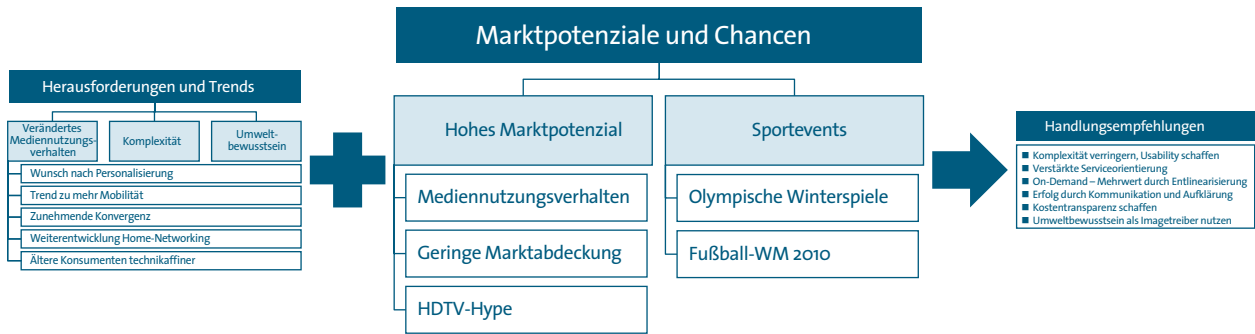 Herausforderungen und Trends
Verändertes
Mediennutzungs-
verhalten
Komplexität
Umwelt-
bewusstsein
Wunsch nach Personalisierung
Trend zu mehr Mobilität
Zunehmende Konvergenz
Weiterentwicklung Home-Networking
Ältere Konsumenten technikaffiner
Marktpotenziale und Chancen
Hohes Marktpotenzial
Mediennutzungsverhalten
Geringe Marktabdeckung
HDTV-Hype
Sportevents
Olympische Winterspiele
Fußball-WM 2010
Handlungsempfehlungen
■ Komplexität verringern, Usability schaffen
■ Verstärkte Serviceorientierung
■ On-Demand – Mehrwert durch Entlinearisierung
■ Erfolg durch Kommunikation und Aufklärung
■ Kostentransparenz schaffen
■ Umweltbewusstsein als Imagetreiber nutzen